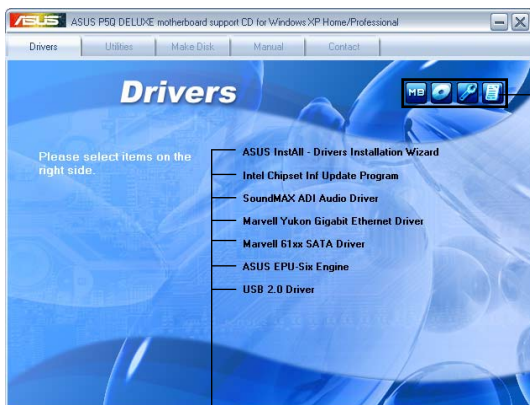 ASUS ASUS P5Q DELUXE motherboard support CD for Windows XP Home/Professional
Drivers Utilities Make Disk Manual Contact
Drivers
MB
Please select items on the
right side.
ASUS InstAll - Drivers Installation Wizard
Intel Chipset Inf Update Program
SoundMAX ADI Audio Driver
Marvell Yukon Gigabit Ethernet Driver
Marvell 61xx SATA Driver
ASUS EPU-Six Engine
USB 2.0 Driver